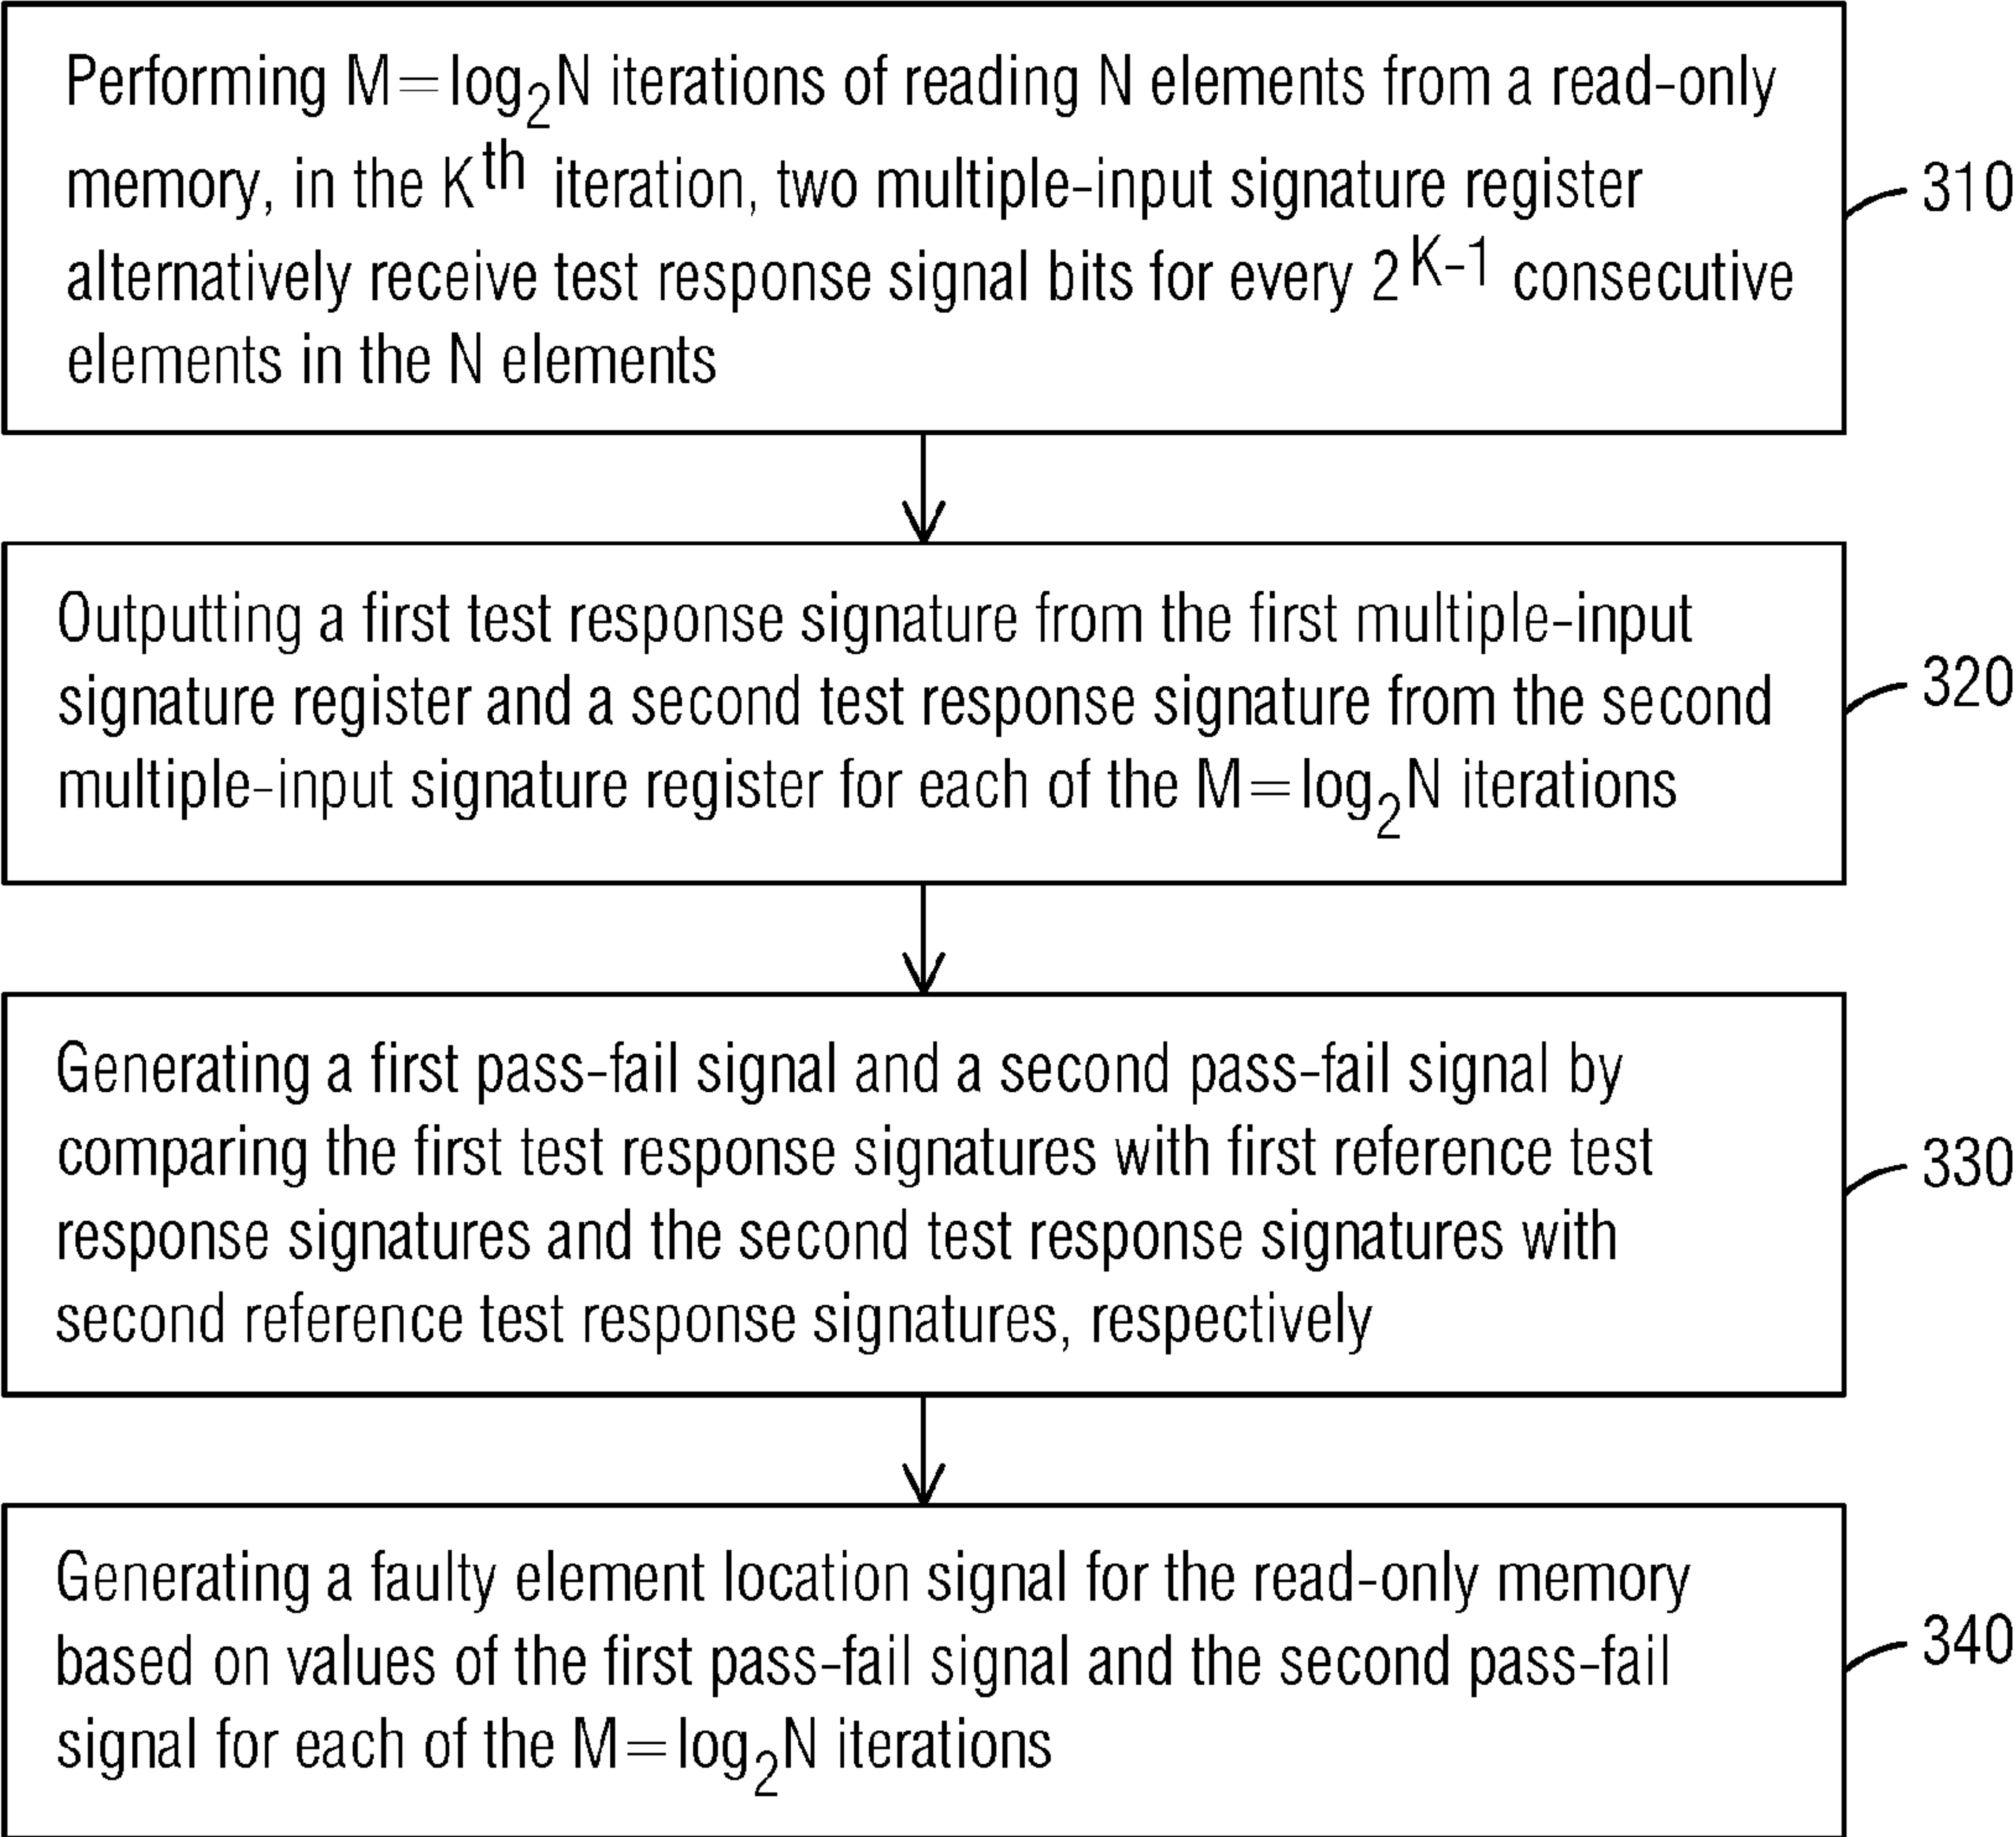 Performing M=log₂N iterations of reading N elements from a read-only
memory, in the Kᵗʰ iteration, two multiple-input signature register
alternatively receive test response signal bits for every 2ᴷ⁻¹ consecutive
elements in the N elements
310
Outputting a first test response signature from the first multiple-input
signature register and a second test response signature from the second
multiple-input signature register for each of the M=log₂N iterations
320
Generating a first pass-fail signal and a second pass-fail signal by
comparing the first test response signatures with first reference test
response signatures and the second test response signatures with
second reference test response signatures, respectively
330
Generating a faulty element location signal for the read-only memory
based on values of the first pass-fail signal and the second pass-fail
signal for each of the M=log₂N iterations
340